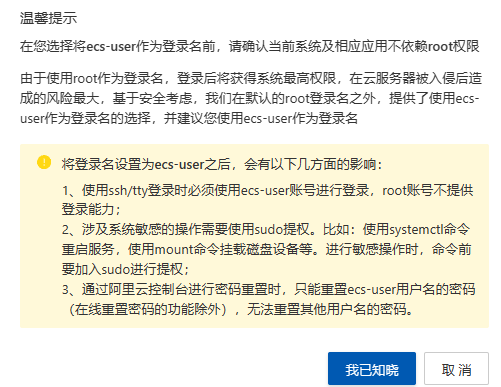 温馨提示
在您选择将ecs-user作为登录名前，请确认当前系统及相应应用不依赖root权限
由于使用root作为登录名，登录后将获得系统最高权限，在云服务器被入侵后造
成的风险最大，基于安全考虑，我们在默认的root登录名之外，提供了使用ecs-
user作为登录名的选择，并建议您使用ecs-user作为登录名
将登录名设置为ecs-user之后，会有以下几方面的影响：
1、使用ssh/tty登录时必须使用ecs-user账号进行登录，root账号不提供
登录能力；
2、涉及系统敏感的操作需要使用sudo提权。比如：使用systemctl命令
重启服务，使用mount命令挂载磁盘设备等。进行敏感操作时，命令前
要加入sudo进行提权；
3、通过阿里云控制台进行密码重置时，只能重置ecs-user用户名的密码
（在线重置密码的功能除外），无法重置其他用户名的密码。
我已知晓
取 消